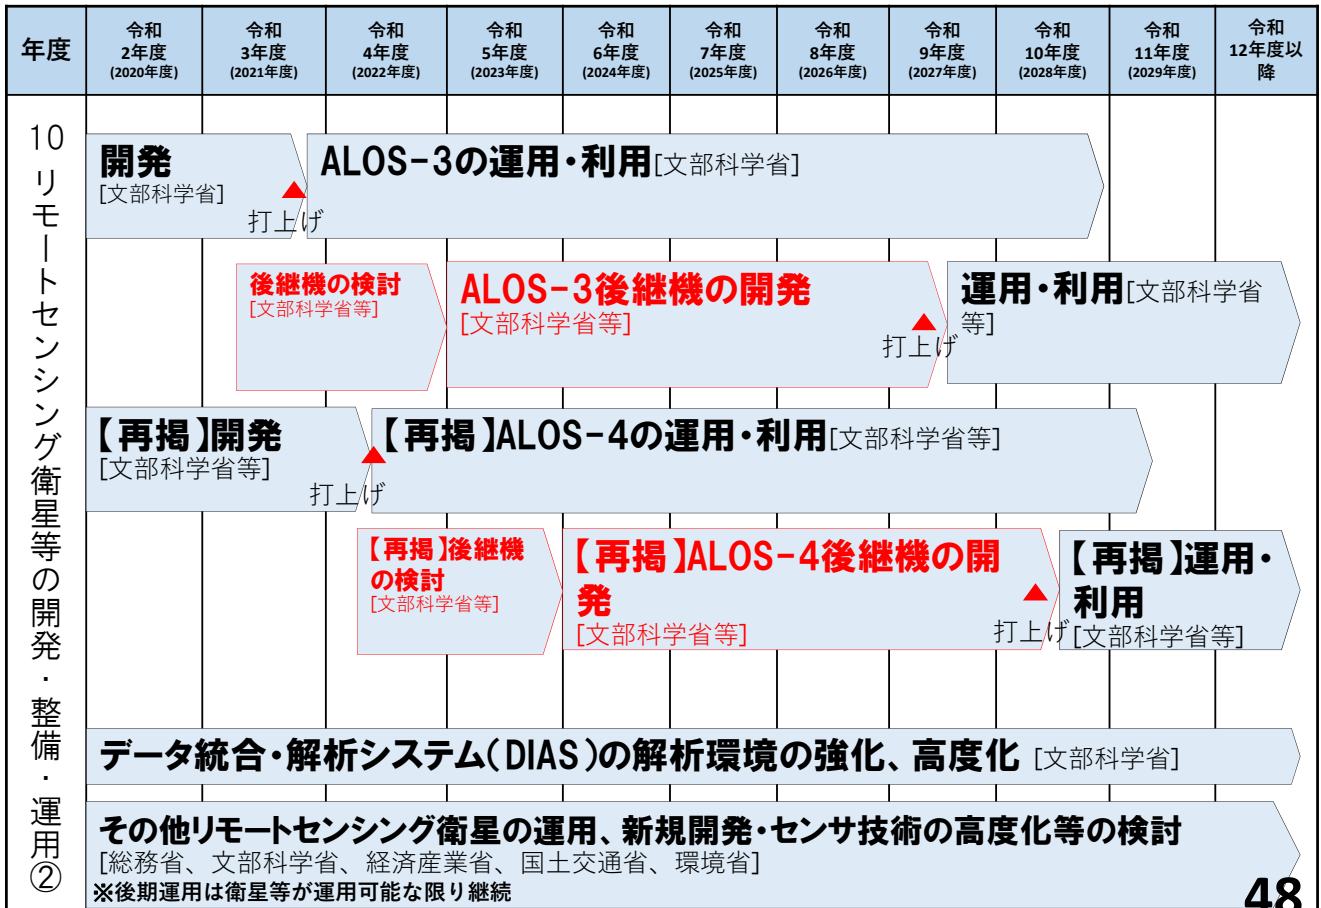 年度
令和
2年度
(2020年度)
令和
3年度
(2021年度)
令和
4年度
(2022年度)
令和
5年度
(2023年度)
令和
6年度
(2024年度)
令和
7年度
(2025年度)
令和
8年度
(2026年度)
令和
9年度
(2027年度)
令和
10年度
(2028年度)
令和
11年度
(2029年度)
令和
12年度以
降
10リモートセンシング衛星等の開発・整備・運用②
開発
[文部科学省]
打上げ
ALOS-3の運用・利用[文部科学省]
後継機の検討
[文部科学省等]
ALOS-3後継機の開発
[文部科学省等]
打上げ
運用・利用[文部科学省
等]
【再掲】開発
[文部科学省等]
打上げ
【再掲】ALOS-4の運用・利用[文部科学省等]
【再掲】後継機
の検討
[文部科学省等]
【再掲】ALOS-4後継機の開
発
[文部科学省等]
打上げ
【再掲】運用・
利用
[文部科学省等]
データ統合・解析システム(DIAS)の解析環境の強化、高度化 [文部科学省]
その他リモートセンシング衛星の運用、新規開発・センサ技術の高度化等の検討
[総務省、文部科学省、経済産業省、国土交通省、環境省]
※後期運用は衛星等が運用可能な限り継続
48